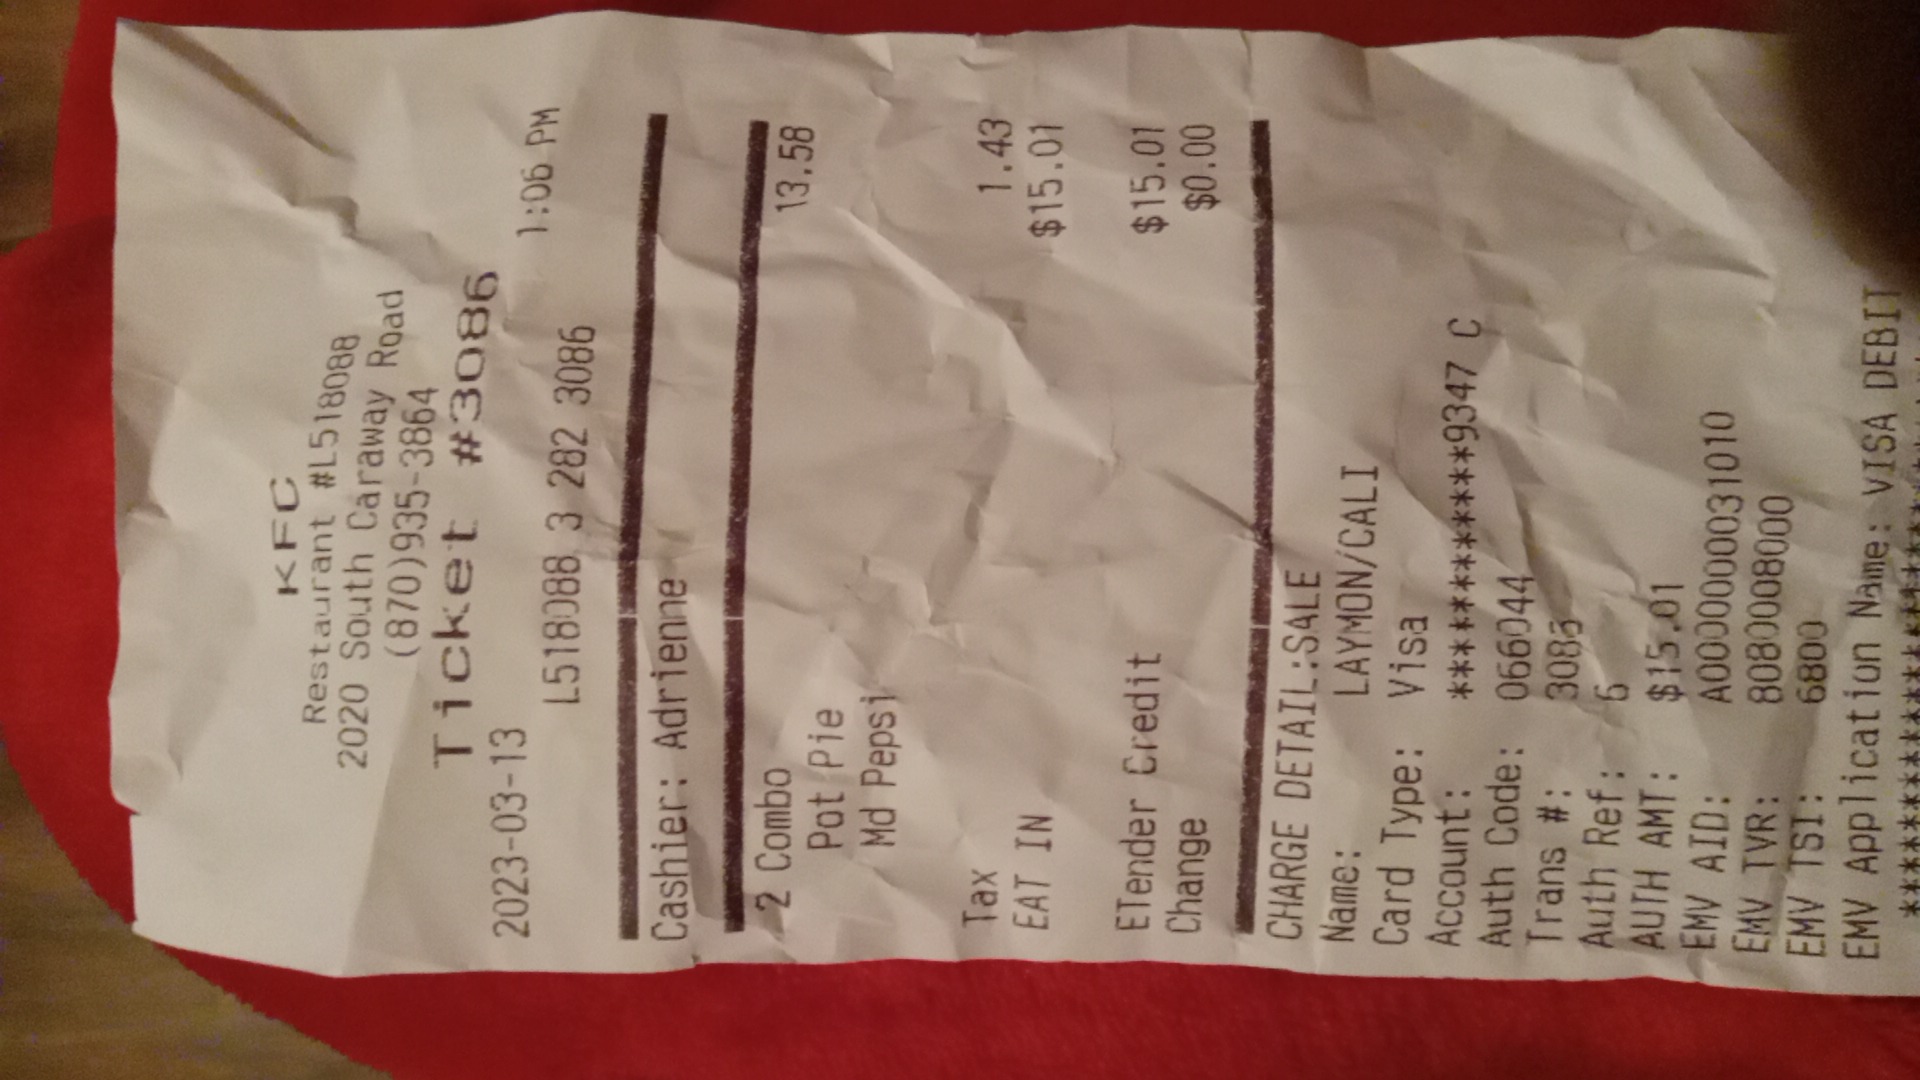 KFC
Restaurant #L518088
2020 South Caraway Road
(870)935-3864
Ticket #3086
2023-03-13 1:06 PM
L518088 3 282 3086
Cashier: Adrienne
2 Combo 13.58
Pot Pie
Md Pepsi
Tax 1.43
EAT IN $15.01
ETender Credit $15.01
Change $0.00
CHARGE DETAIL:SALE
Name: LAYMON/CALI
Card Type: Visa
Account: ************9347 C
Auth Code: 066044
Trans #: 3086
Auth Ref: 6
AUTH AMT: $15.01
EMV AID: A0000000031010
EMV TVR: 8080008000
EMV TSI: 6800
EMV Application Name: VISA DEBIT